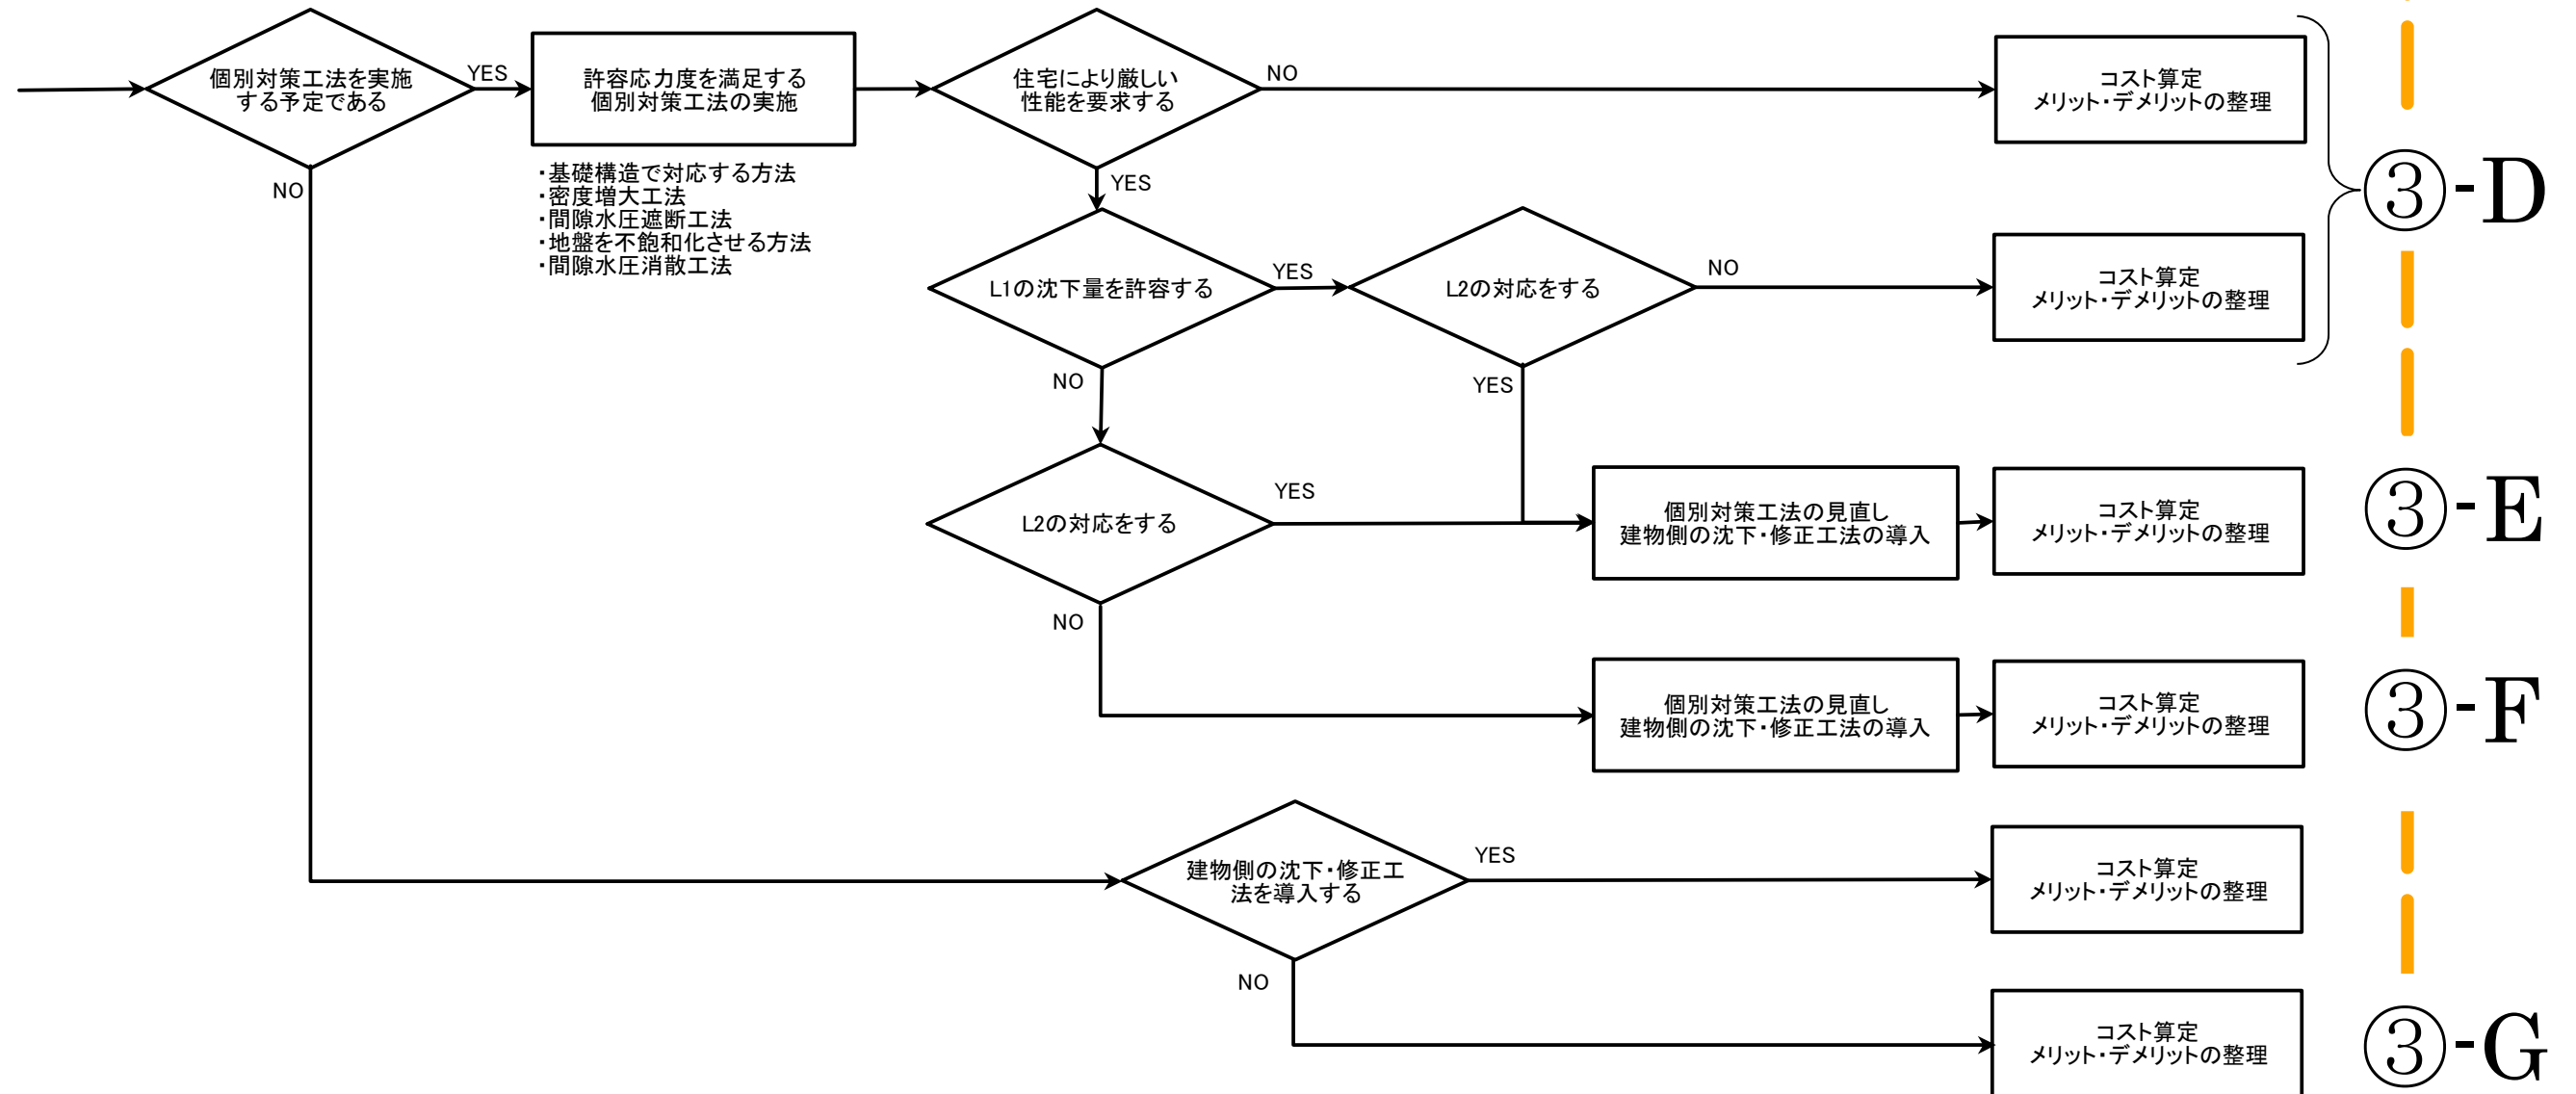 個別対策工法を実施
する予定である
YES
許容応力度を満足する
個別対策工法の実施
住宅により厳しい
性能を要求する
NO
コスト算定
メリット・デメリットの整理
NO
・基礎構造で対応する方法
・密度増大工法
・間隙水圧遮断工法
・地盤を不飽和化させる方法
・間隙水圧消散工法
YES
③-D
L1の沈下量を許容する
YES
L2の対応をする
NO
コスト算定
メリット・デメリットの整理
NO
YES
L2の対応をする
YES
個別対策工法の見直し
建物側の沈下・修正工法の導入
コスト算定
メリット・デメリットの整理
③-E
NO
個別対策工法の見直し
建物側の沈下・修正工法の導入
コスト算定
メリット・デメリットの整理
③-F
建物側の沈下・修正工
法を導入する
YES
コスト算定
メリット・デメリットの整理
NO
コスト算定
メリット・デメリットの整理
③-G